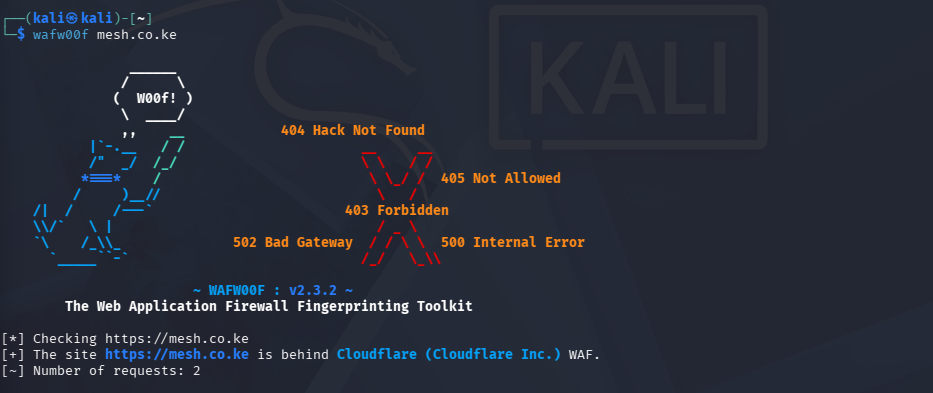 ┌──(kali㉿kali)-[~]
└─$ wafw00f mesh.co.ke
KALI
( W00f! )
404 Hack Not Found
405 Not Allowed
403 Forbidden
502 Bad Gateway 500 Internal Error
~ WAFW00F : v2.3.2 ~
The Web Application Firewall Fingerprinting Toolkit
[*] Checking https://mesh.co.ke
[+] The site https://mesh.co.ke is behind Cloudflare (Cloudflare Inc.) WAF.
[~] Number of requests: 2